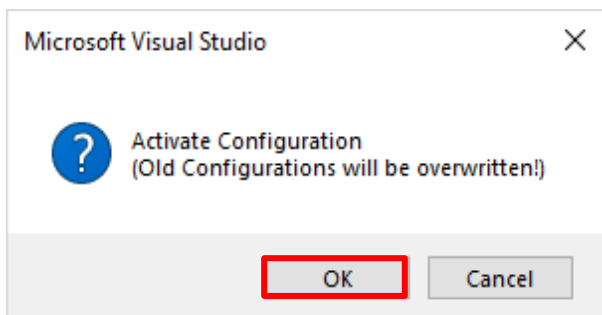 Microsoft Visual Studio
Activate Configuration
(Old Configurations will be overwritten!)
OK
Cancel